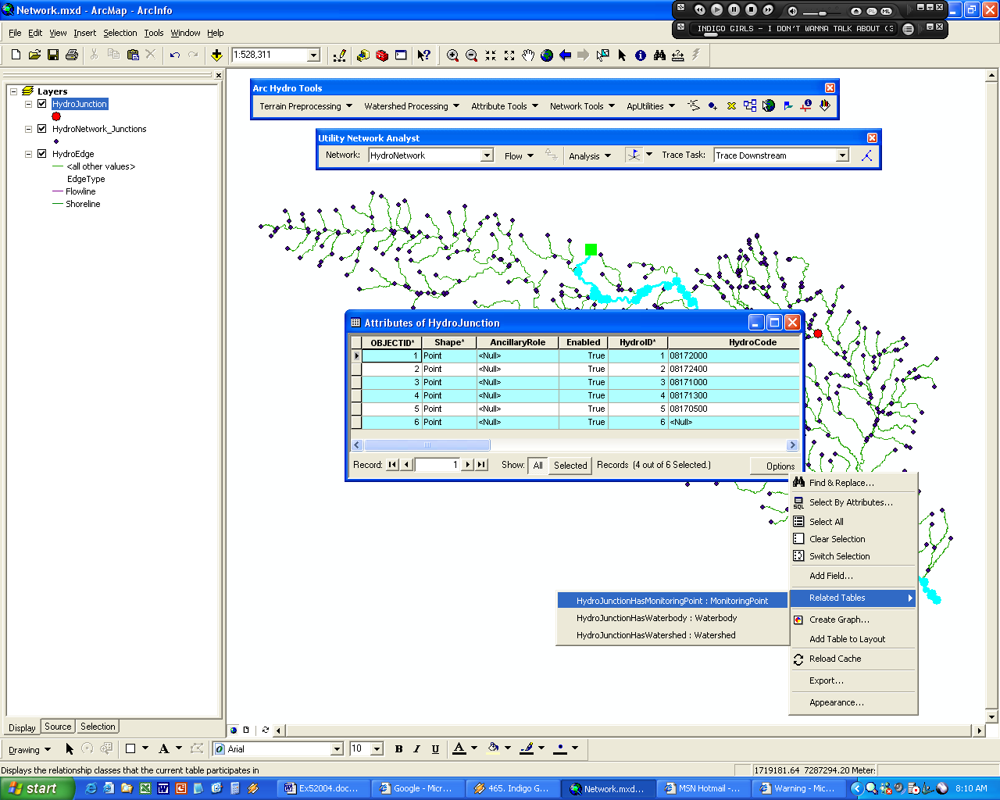 Network.mxd - ArcMap - ArcInfo
INDIGO GIRLS - I DON'T WANNA TALK ABOUT (3
File Edit View Insert Selection Tools Window Help
1:528,311
Layers
HydroJunction
HydroNetwork_Junctions
HydroEdge
<all other values>
EdgeType
Flowline
Shoreline
Arc Hydro Tools
Terrain Preprocessing Watershed Processing Attribute Tools Network Tools ApUtilities
Utility Network Analyst
Network: HydroNetwork Flow Analysis Trace Task: Trace Downstream
Attributes of HydroJunction
OBJECTID* Shape* AncillaryRole Enabled HydroID* HydroCode
1 Point <Null> True 1 08172000
2 Point <Null> True 2 08172400
3 Point <Null> True 3 08171000
4 Point <Null> True 4 08171300
5 Point <Null> True 5 08170500
6 Point <Null> True 6 <Null>
Record: 1 Show: All Selected Records (4 out of 6 Selected.) Options
Find & Replace...
Select By Attributes...
Select All
Clear Selection
Switch Selection
Add Field...
Related Tables
Create Graph...
Add Table to Layout
Reload Cache
Export...
Appearance...
HydroJunctionHasMonitoringPoint : MonitoringPoint
HydroJunctionHasWaterbody : Waterbody
HydroJunctionHasWatershed : Watershed
Display Source Selection
Drawing A Arial 10 B I U A
Displays the relationship classes that the current table participates in
1719181.64 7287294.20 Meter:
start Ex52004.doc... Google - Micr... 465. Indigo G... Network.mxd... MSN Hotmail -... Warning - Mic... 8:10 AM